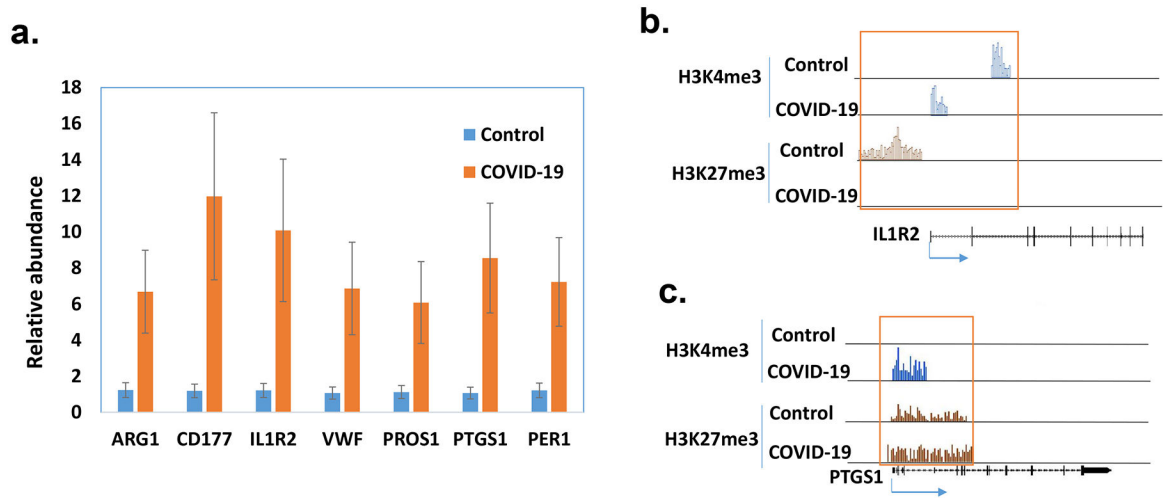 a.
Relative abundance
18
16
14
12
10
8
6
4
2
0
Control
COVID-19
ARG1 CD177 IL1R2 VWF PROS1 PTGS1 PER1
b.
H3K4me3
Control
COVID-19
H3K27me3
Control
COVID-19
IL1R2
c.
H3K4me3
Control
COVID-19
H3K27me3
Control
COVID-19
PTGS1